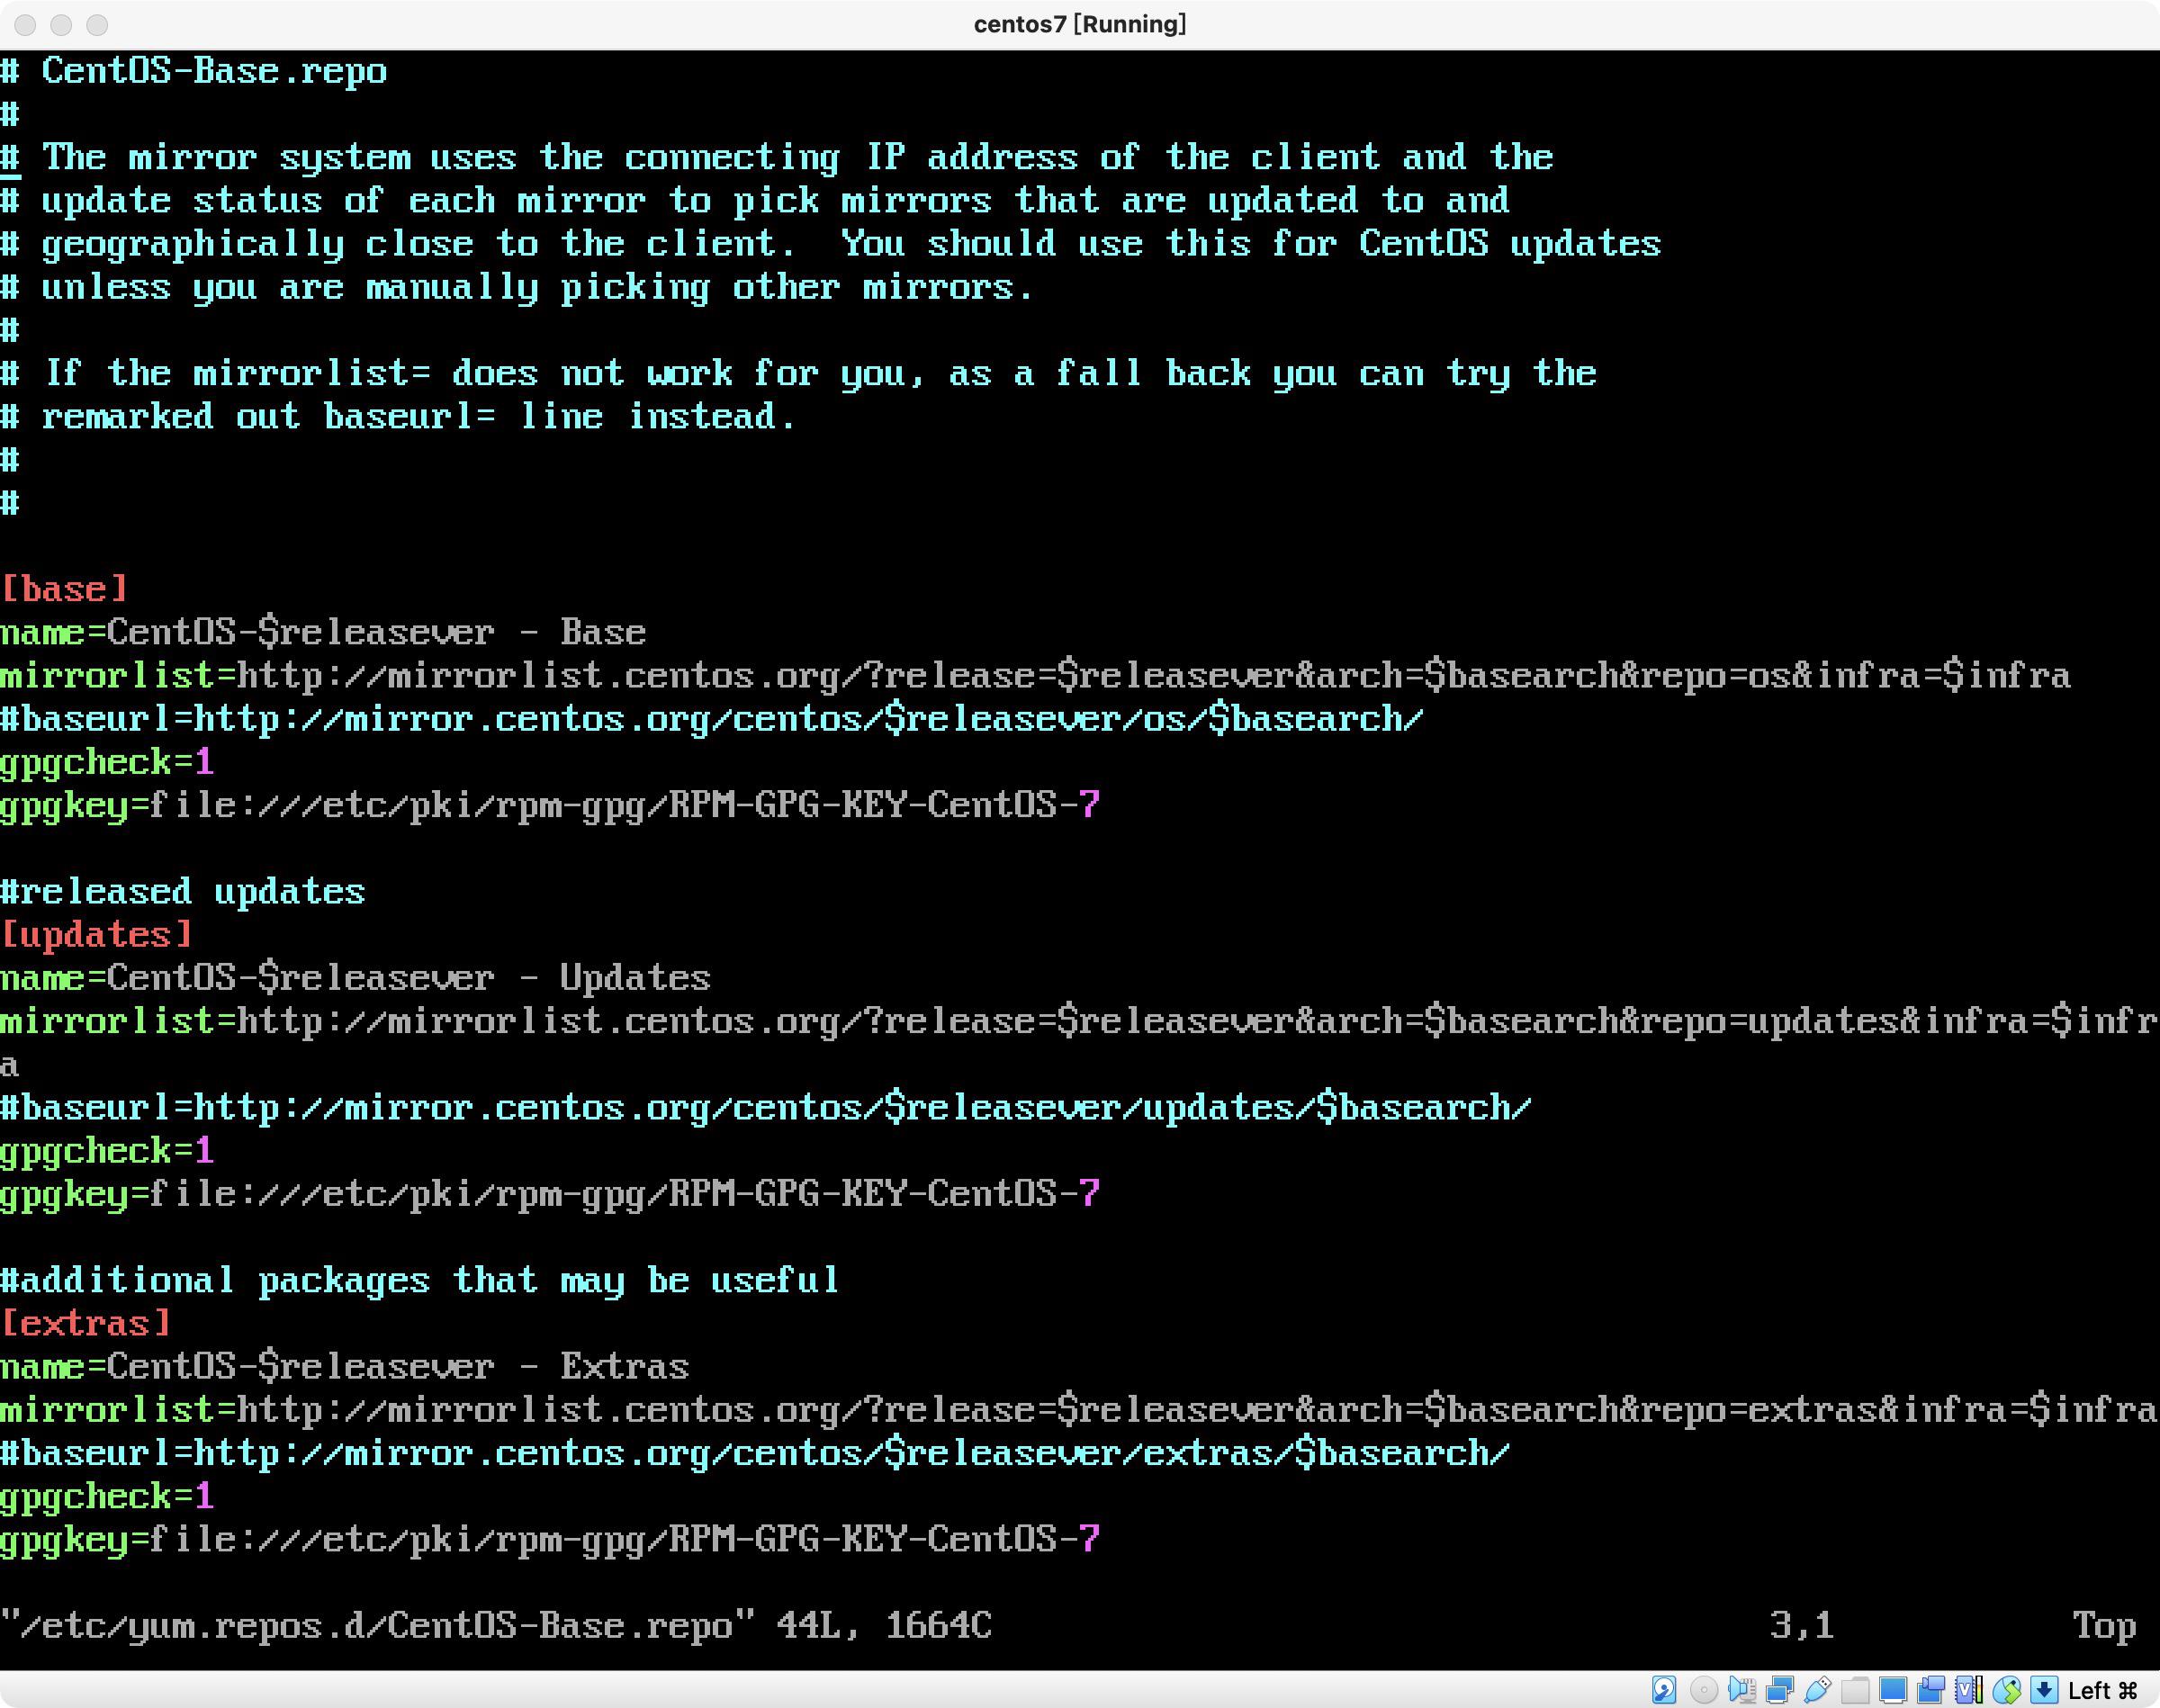 centos7 [Running]
# CentOS-Base.repo
#
# The mirror system uses the connecting IP address of the client and the
# update status of each mirror to pick mirrors that are updated to and
# geographically close to the client.  You should use this for CentOS updates
# unless you are manually picking other mirrors.
#
# If the mirrorlist= does not work for you, as a fall back you can try the
# remarked out baseurl= line instead.
#
#
[base]
name=CentOS-$releasever - Base
mirrorlist=http://mirrorlist.centos.org/?release=$releasever&arch=$basearch&repo=os&infra=$infra
#baseurl=http://mirror.centos.org/centos/$releasever/os/$basearch/
gpgcheck=1
gpgkey=file:///etc/pki/rpm-gpg/RPM-GPG-KEY-CentOS-7
#released updates
[updates]
name=CentOS-$releasever - Updates
mirrorlist=http://mirrorlist.centos.org/?release=$releasever&arch=$basearch&repo=updates&infra=$infr
a
#baseurl=http://mirror.centos.org/centos/$releasever/updates/$basearch/
gpgcheck=1
gpgkey=file:///etc/pki/rpm-gpg/RPM-GPG-KEY-CentOS-7
#additional packages that may be useful
[extras]
name=CentOS-$releasever - Extras
mirrorlist=http://mirrorlist.centos.org/?release=$releasever&arch=$basearch&repo=extras&infra=$infra
#baseurl=http://mirror.centos.org/centos/$releasever/extras/$basearch/
gpgcheck=1
gpgkey=file:///etc/pki/rpm-gpg/RPM-GPG-KEY-CentOS-7
"/etc/yum.repos.d/CentOS-Base.repo" 44L, 1664C 3,1 Top
Left ⌘